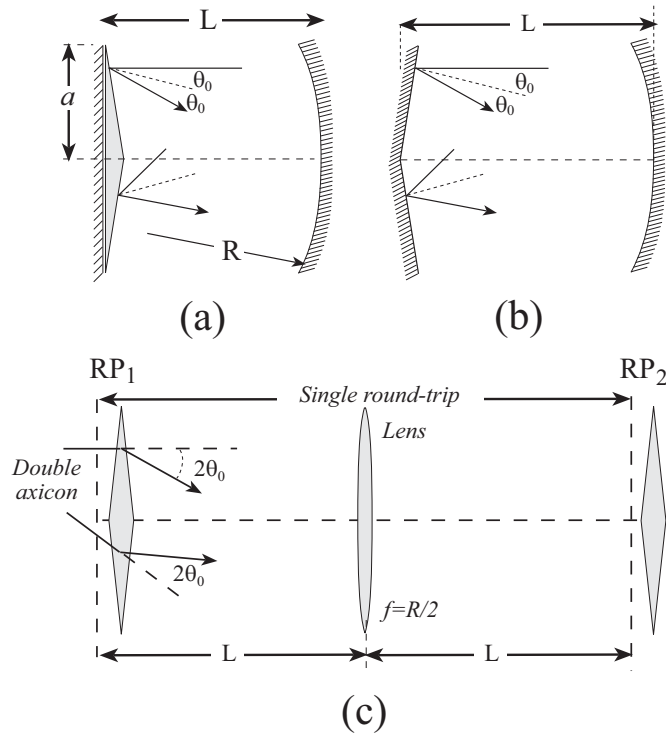 L
L
a
θ₀
θ₀
θ₀
θ₀
R
(a)
(b)
RP₁
RP₂
Single round-trip
Lens
2θ₀
Double
axicon
2θ₀
f=R/2
L
L
(c)